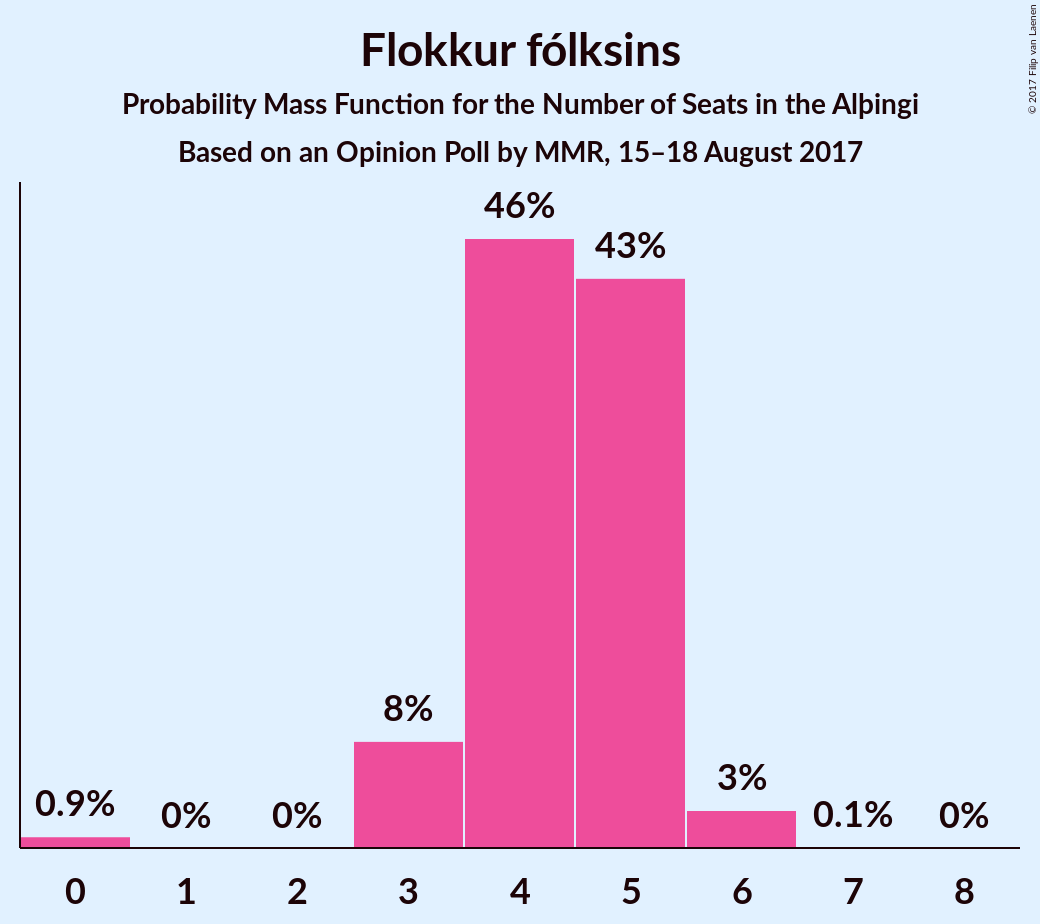 Flokkur fólksins
Probability Mass Function for the Number of Seats in the Alþingi
Based on an Opinion Poll by MMR, 15–18 August 2017
© 2017 Filip van Laenen
0.9% 0% 0% 8% 46% 43% 3% 0.1% 0%
0 1 2 3 4 5 6 7 8